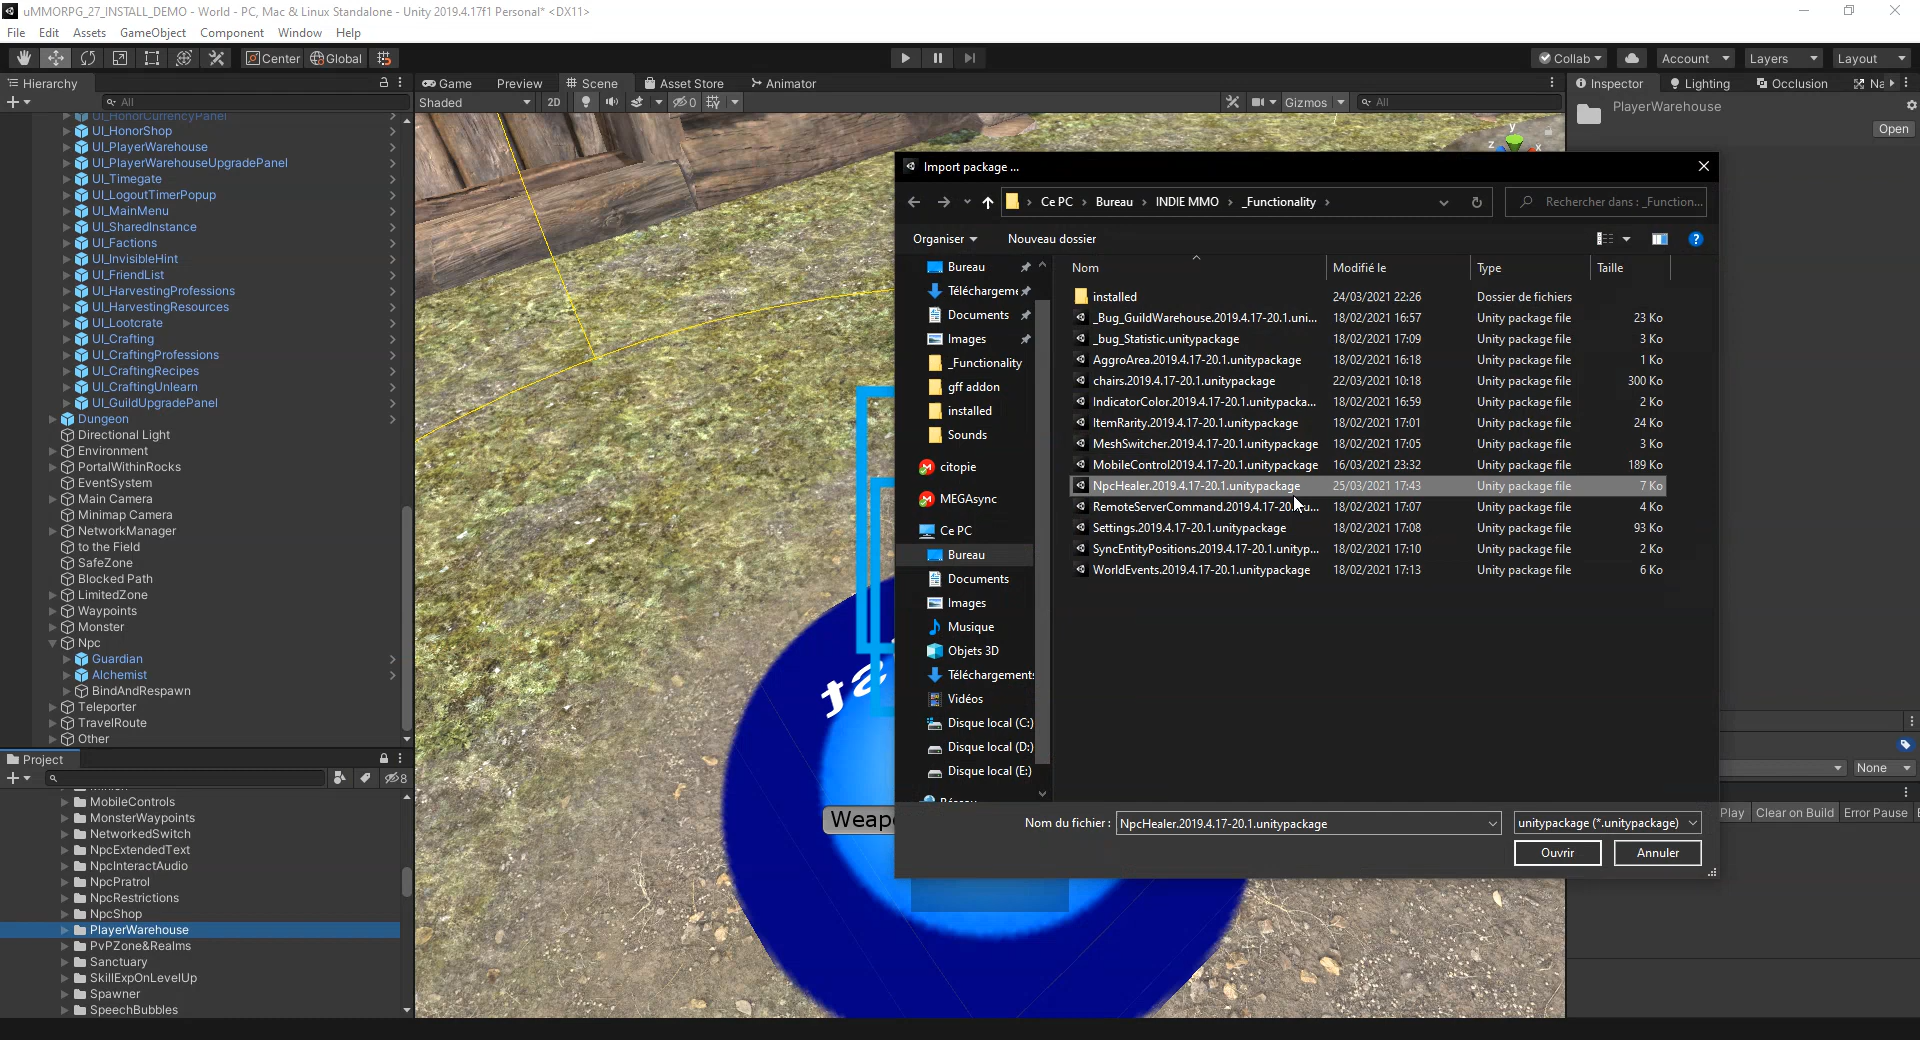 uMMORPG_27_INSTALL_DEMO - World - PC, Mac & Linux Standalone - Unity 2019.4.17f1 Personal* <DX11>
File Edit Assets GameObject Component Window Help
Center Global Collab Account Layers Layout
Hierarchy Game Preview Scene Asset Store Animator Inspector Lighting Occlusion Na
All Shaded 2D 0 Gizmos All PlayerWarehouse
Open
UI_HonorCurrencyPanel
UI_HonorShop
UI_PlayerWarehouse
UI_PlayerWarehouseUpgradePanel
UI_Timegate
UI_LogoutTimerPopup
UI_MainMenu
UI_SharedInstance
UI_Factions
UI_InvisibleHint
UI_FriendList
UI_HarvestingProfessions
UI_HarvestingResources
UI_Lootcrate
UI_Crafting
UI_CraftingProfessions
UI_CraftingRecipes
UI_CraftingUnlearn
UI_GuildUpgradePanel
Dungeon
Directional Light
Environment
PortalWithinRocks
EventSystem
Main Camera
Minimap Camera
NetworkManager
to the Field
SafeZone
Blocked Path
LimitedZone
Waypoints
Monster
Npc
Guardian
Alchemist
BindAndRespawn
Teleporter
TravelRoute
Other
Project
8
MobileControls
MonsterWaypoints
NetworkedSwitch
NpcExtendedText
NpcInteractAudio
NpcPratrol
NpcRestrictions
NpcShop
PlayerWarehouse
PvPZone&Realms
Sanctuary
SkillExpOnLevelUp
Spawner
SpeechBubbles
y
z x
Weap
Import package ...
Ce PC Bureau INDIE MMO _Functionality Rechercher dans : _Function...
Organiser Nouveau dossier
Bureau
Téléchargeme
Documents
Images
_Functionality
gff addon
installed
Sounds
citopie
MEGAsync
Ce PC
Bureau
Documents
Images
Musique
Objets 3D
Téléchargements
Vidéos
Disque local (C:)
Disque local (D:)
Disque local (E:)
Nom Modifié le Type Taille
installed 24/03/2021 22:26 Dossier de fichiers
_Bug_GuildWarehouse.2019.4.17-20.1.uni... 18/02/2021 16:57 Unity package file 23 Ko
_bug_Statistic.unitypackage 18/02/2021 17:09 Unity package file 3 Ko
AggroArea.2019.4.17-20.1.unitypackage 18/02/2021 16:18 Unity package file 1 Ko
chairs.2019.4.17-20.1.unitypackage 22/03/2021 10:18 Unity package file 300 Ko
IndicatorColor.2019.4.17-20.1.unitypacka... 18/02/2021 16:59 Unity package file 2 Ko
ItemRarity.2019.4.17-20.1.unitypackage 18/02/2021 17:01 Unity package file 24 Ko
MeshSwitcher.2019.4.17-20.1.unitypackage 18/02/2021 17:05 Unity package file 3 Ko
MobileControl2019.4.17-20.1.unitypackage 16/03/2021 23:32 Unity package file 189 Ko
NpcHealer.2019.4.17-20.1.unitypackage 25/03/2021 17:43 Unity package file 7 Ko
RemoteServerCommand.2019.4.17-20.1.u... 18/02/2021 17:07 Unity package file 4 Ko
Settings.2019.4.17-20.1.unitypackage 18/02/2021 17:08 Unity package file 93 Ko
SyncEntityPositions.2019.4.17-20.1.unityp... 18/02/2021 17:10 Unity package file 2 Ko
WorldEvents.2019.4.17-20.1.unitypackage 18/02/2021 17:13 Unity package file 6 Ko
Nom du fichier : NpcHealer.2019.4.17-20.1.unitypackage unitypackage (*.unitypackage)
Ouvrir Annuler
None
Play Clear on Build Error Pause